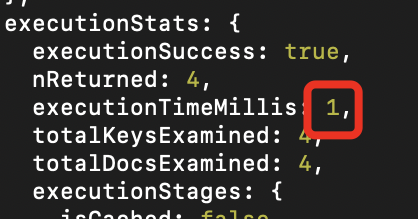 },
executionStats: {
executionSuccess: true,
nReturned: 4,
executionTimeMillis: 1,
totalKeysExamined: 4,
totalDocsExamined: 4,
executionStages: {
isCached: false